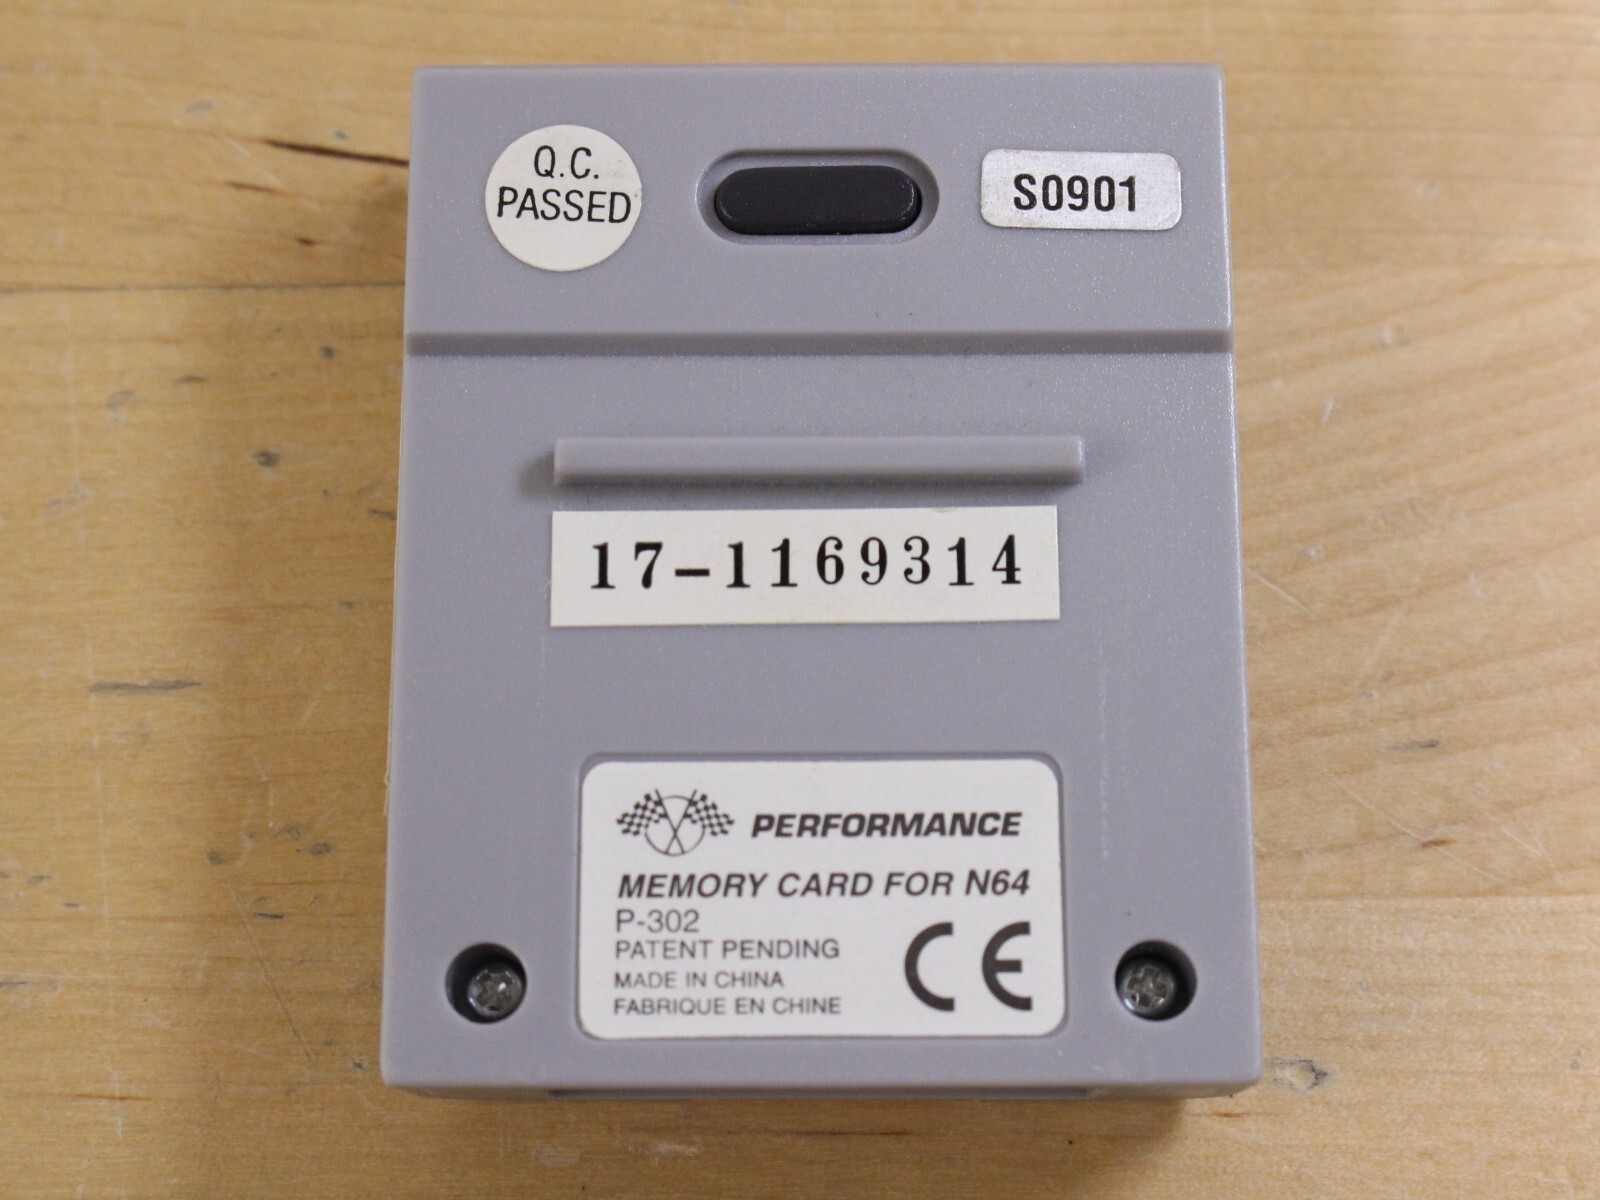 Q.C.
PASSED
S0901
17-1169314
PERFORMANCE
MEMORY CARD FOR N64
P-302
PATENT PENDING
MADE IN CHINA
FABRIQUE EN CHINE
CE